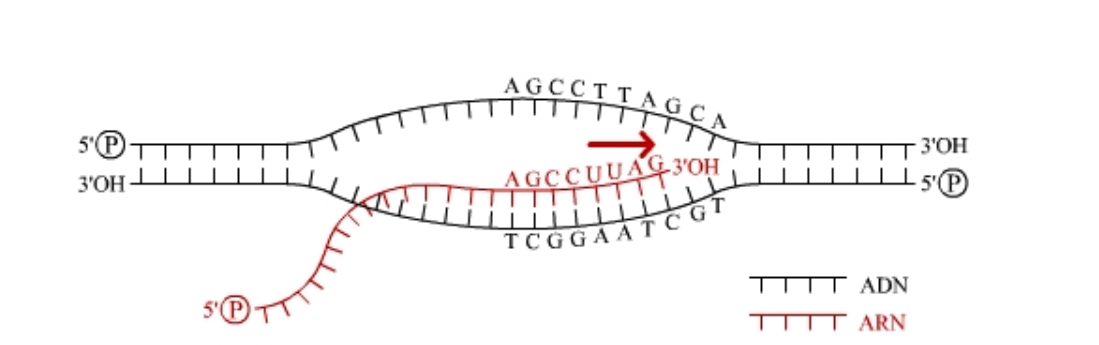 AGCCTTAGCA
5'Ⓟ 3'OH
3'OH 5'Ⓟ
AGCCUUAG 3'OH
TCGGAATCGT
5'Ⓟ
ADN
ARN